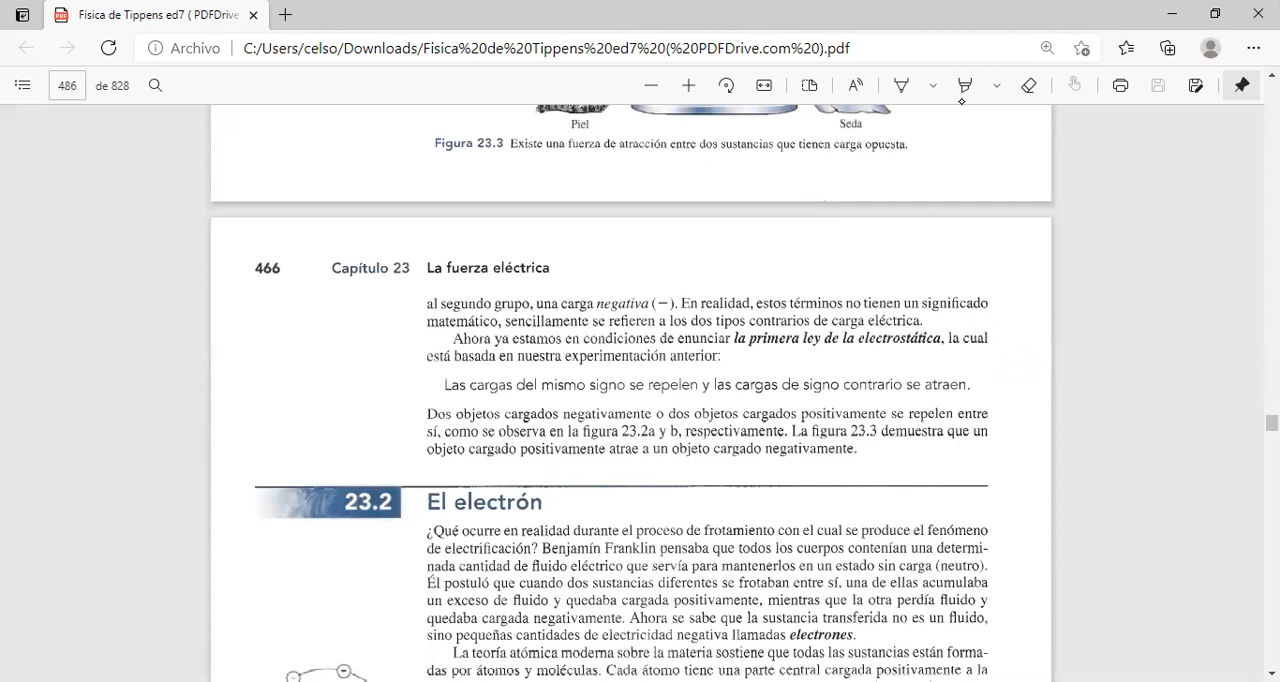 Fisica de Tippens ed7 ( PDFDrive
Archivo
C:/Users/celso/Downloads/Fisica%20de%20Tippens%20ed7%20(%20PDFDrive.com%20).pdf
486
de 828
Piel
Seda
Figura 23.3 Existe una fuerza de atracción entre dos sustancias que tienen carga opuesta.
466 Capítulo 23 La fuerza eléctrica
al segundo grupo, una carga negativa (−). En realidad, estos términos no tienen un significado
matemático, sencillamente se refieren a los dos tipos contrarios de carga eléctrica.
Ahora ya estamos en condiciones de enunciar la primera ley de la electrostática, la cual
está basada en nuestra experimentación anterior:
Las cargas del mismo signo se repelen y las cargas de signo contrario se atraen.
Dos objetos cargados negativamente o dos objetos cargados positivamente se repelen entre
sí, como se observa en la figura 23.2a y b, respectivamente. La figura 23.3 demuestra que un
objeto cargado positivamente atrae a un objeto cargado negativamente.
23.2 El electrón
¿Qué ocurre en realidad durante el proceso de frotamiento con el cual se produce el fenómeno
de electrificación? Benjamín Franklin pensaba que todos los cuerpos contenían una determi-
nada cantidad de fluido eléctrico que servía para mantenerlos en un estado sin carga (neutro).
Él postuló que cuando dos sustancias diferentes se frotaban entre sí, una de ellas acumulaba
un exceso de fluido y quedaba cargada positivamente, mientras que la otra perdía fluido y
quedaba cargada negativamente. Ahora se sabe que la sustancia transferida no es un fluido,
sino pequeñas cantidades de electricidad negativa llamadas electrones.
La teoría atómica moderna sobre la materia sostiene que todas las sustancias están forma-
das por átomos y moléculas. Cada átomo tiene una parte central cargada positivamente a la